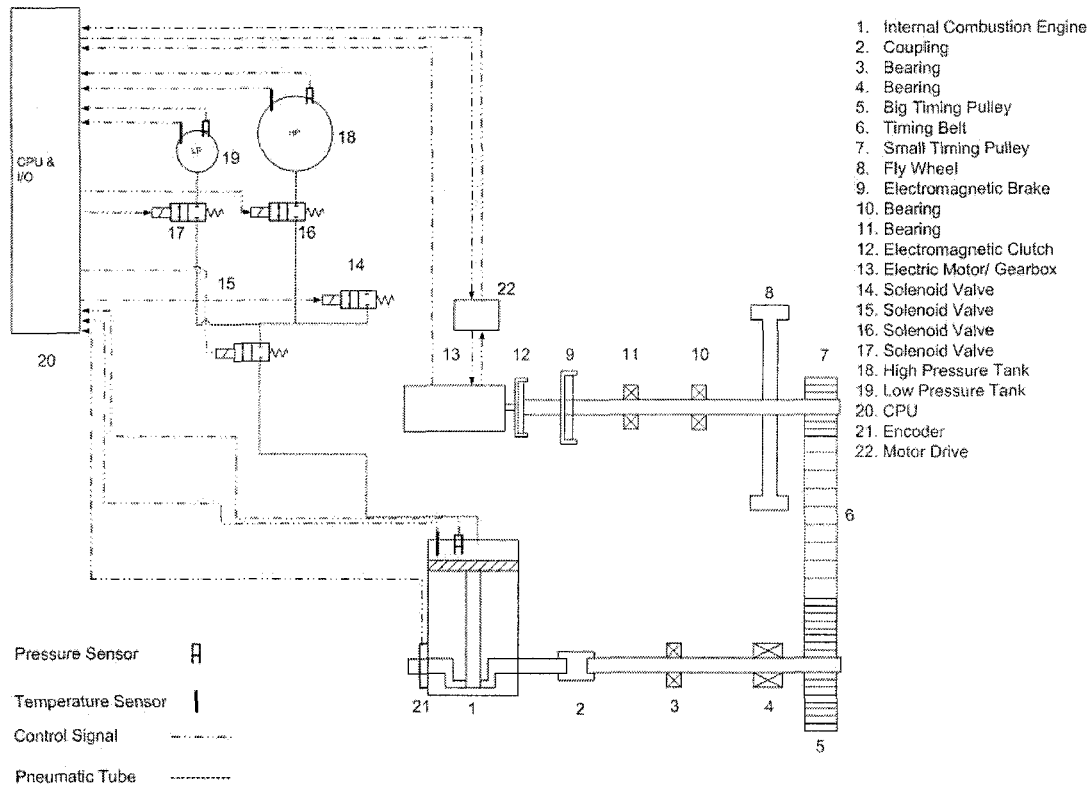 1. Internal Combustion Engine
2. Coupling
3. Bearing
4. Bearing
5. Big Timing Pulley
6. Timing Belt
7. Small Timing Pulley
8. Fly Wheel
9. Electromagnetic Brake
10. Bearing
11. Bearing
12. Electromagnetic Clutch
13. Electric Motor/ Gearbox
14. Solenoid Valve
15. Solenoid Valve
16. Solenoid Valve
17. Solenoid Valve
18. High Pressure Tank
19. Low Pressure Tank
20. CPU
21. Encoder
22. Motor Drive
HP
18
LP
19
CPU &
I/O
17
16
15
14
22
8
20
13
12
9
11
10
7
6
21
1
2
3
4
5
Pressure Sensor
Temperature Sensor
Control Signal
Pneumatic Tube